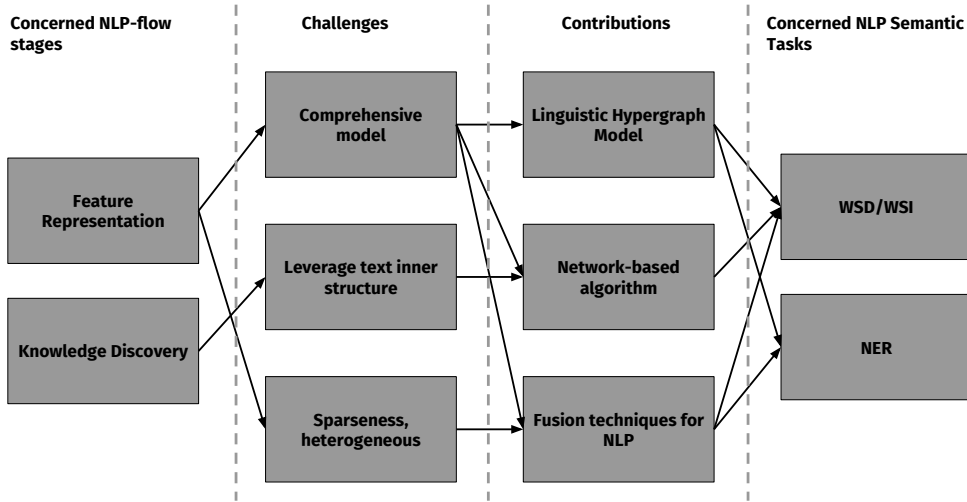 Concerned NLP-flow
stages
Challenges
Contributions
Concerned NLP Semantic
Tasks
Feature
Representation
Knowledge Discovery
Comprehensive
model
Leverage text inner
structure
Sparseness,
heterogeneous
Linguistic Hypergraph
Model
Network-based
algorithm
Fusion techniques for
NLP
WSD/WSI
NER